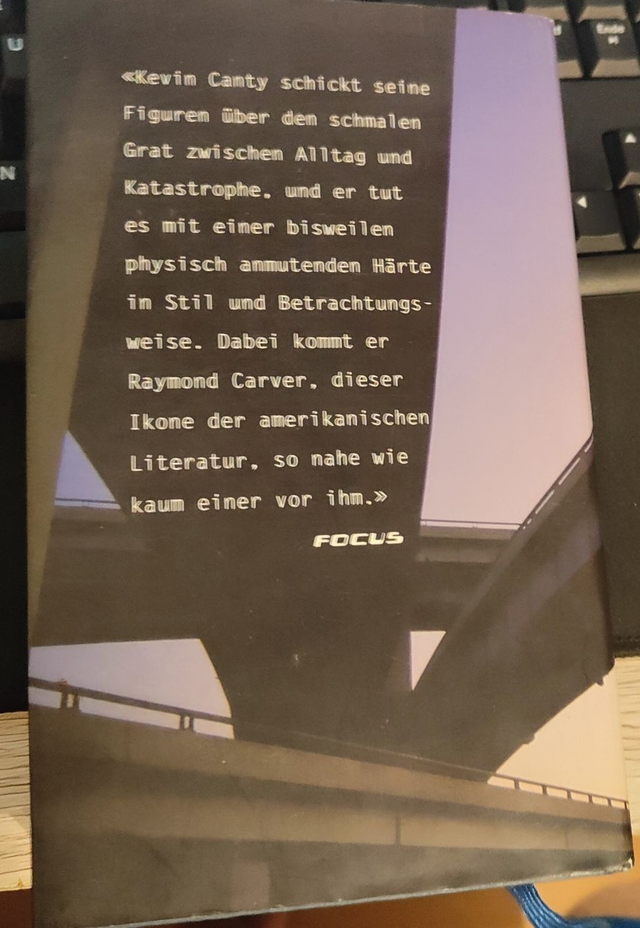 «Kevin Canty schickt seine
Figuren über den schmalen
Grat zwischen Alltag und
Katastrophe, und er tut
es mit einer bisweilen
physisch anmutenden Härte
in Stil und Betrachtungs-
weise. Dabei kommt er
Raymond Carver, dieser
Ikone der amerikanischen
Literatur, so nahe wie
kaum einer vor ihm.»
FOCUS
U
N
Ende